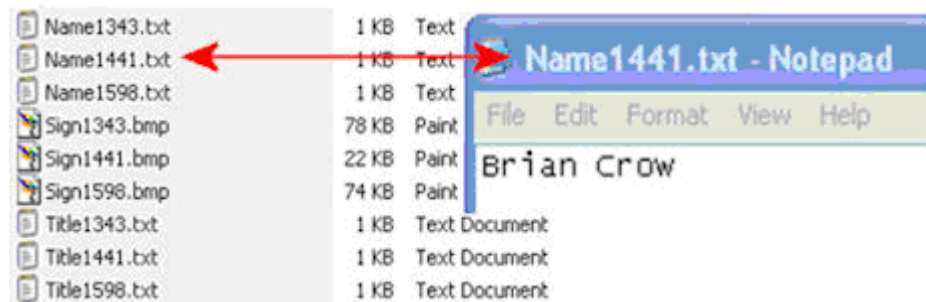 Name1343.txt 1 KB Text
Name1441.txt 1 KB Text
Name1598.txt 1 KB Text
Sign1343.bmp 78 KB Paint
Sign1441.bmp 22 KB Paint
Sign1598.bmp 74 KB Paint
Title1343.txt 1 KB Text Document
Title1441.txt 1 KB Text Document
Title1598.txt 1 KB Text Document
Name1441.txt - Notepad
File Edit Format View Help
Brian Crow